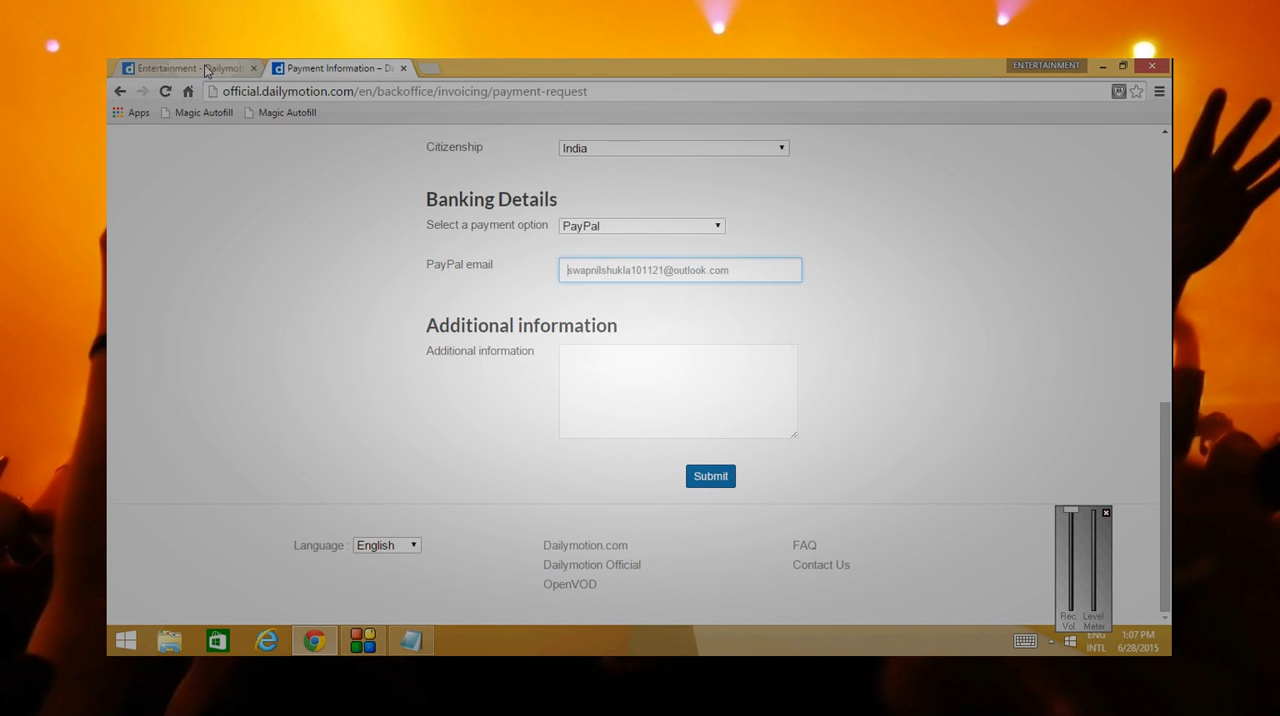 Entertainment - Dailymoti
Payment Information – Da
ENTERTAINMENT
official.dailymotion.com/en/backoffice/invoicing/payment-request
Apps Magic Autofill Magic Autofill
Citizenship India
Banking Details
Select a payment option PayPal
PayPal email swapnilshukla101121@outlook.com
Additional information
Additional information
Submit
Language : English Dailymotion.com FAQ
Dailymotion Official Contact Us
OpenVOD
Rec. Level
Vol. Meter
ENG 1:07 PM
INTL 6/28/2015